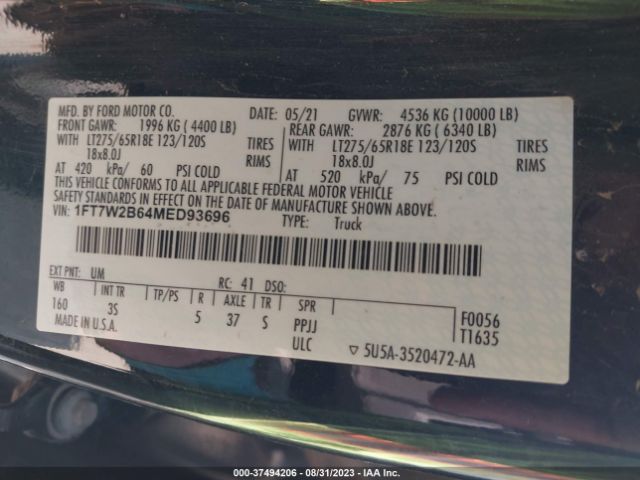 MFD. BY FORD MOTOR CO. DATE: 05/21 GVWR: 4536 KG (10000 LB)
FRONT GAWR: 1996 KG ( 4400 LB) REAR GAWR: 2876 KG ( 6340 LB)
WITH LT275/65R18E 123/120S TIRES WITH LT275/65R18E 123/120S TIRES
18x8.0J RIMS 18x8.0J RIMS
AT 420 kPa/ 60 PSI COLD AT 520 kPa/ 75 PSI COLD
THIS VEHICLE CONFORMS TO ALL APPLICABLE FEDERAL MOTOR VEHICLE
SAFETY STANDARDS IN EFFECT ON THE DATE OF MANUFACTURE SHOWN ABOVE.
VIN: 1FT7W2B64MED93696 TYPE: Truck
EXT PNT: UM RC: 41 DSO:
WB INT TR TP/PS R AXLE TR SPR F0056
160 3S 5 37 S PPJJ T1635
MADE IN U.S.A. ULC ▽ 5U5A-3520472-AA
000-37494206 - 08/31/2023 - IAA Inc.